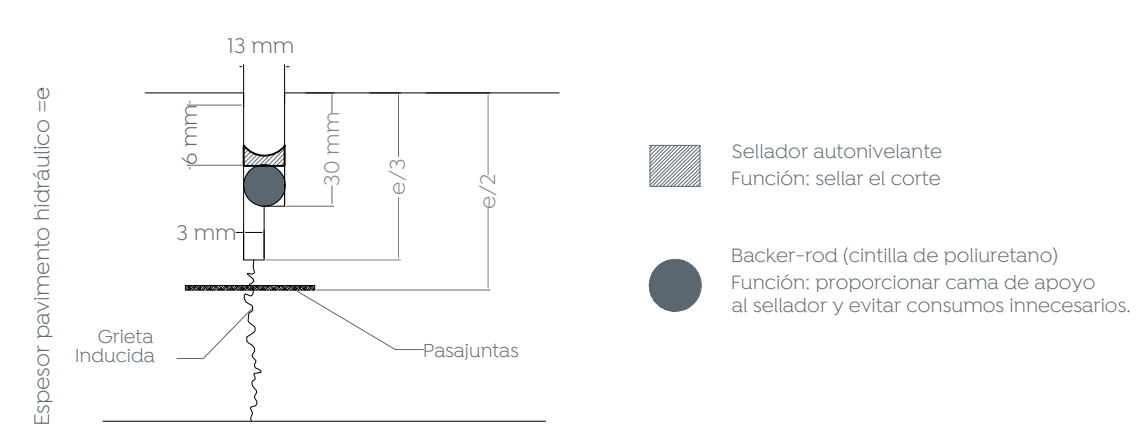 13 mm
Espesor pavimento hidráulico =e
6 mm
30 mm
e/3
e/2
3 mm
Grieta
Inducida
Pasajuntas
Sellador autonivelante
Función: sellar el corte
Backer-rod (cintilla de poliuretano)
Función: proporcionar cama de apoyo
al sellador y evitar consumos innecesarios.